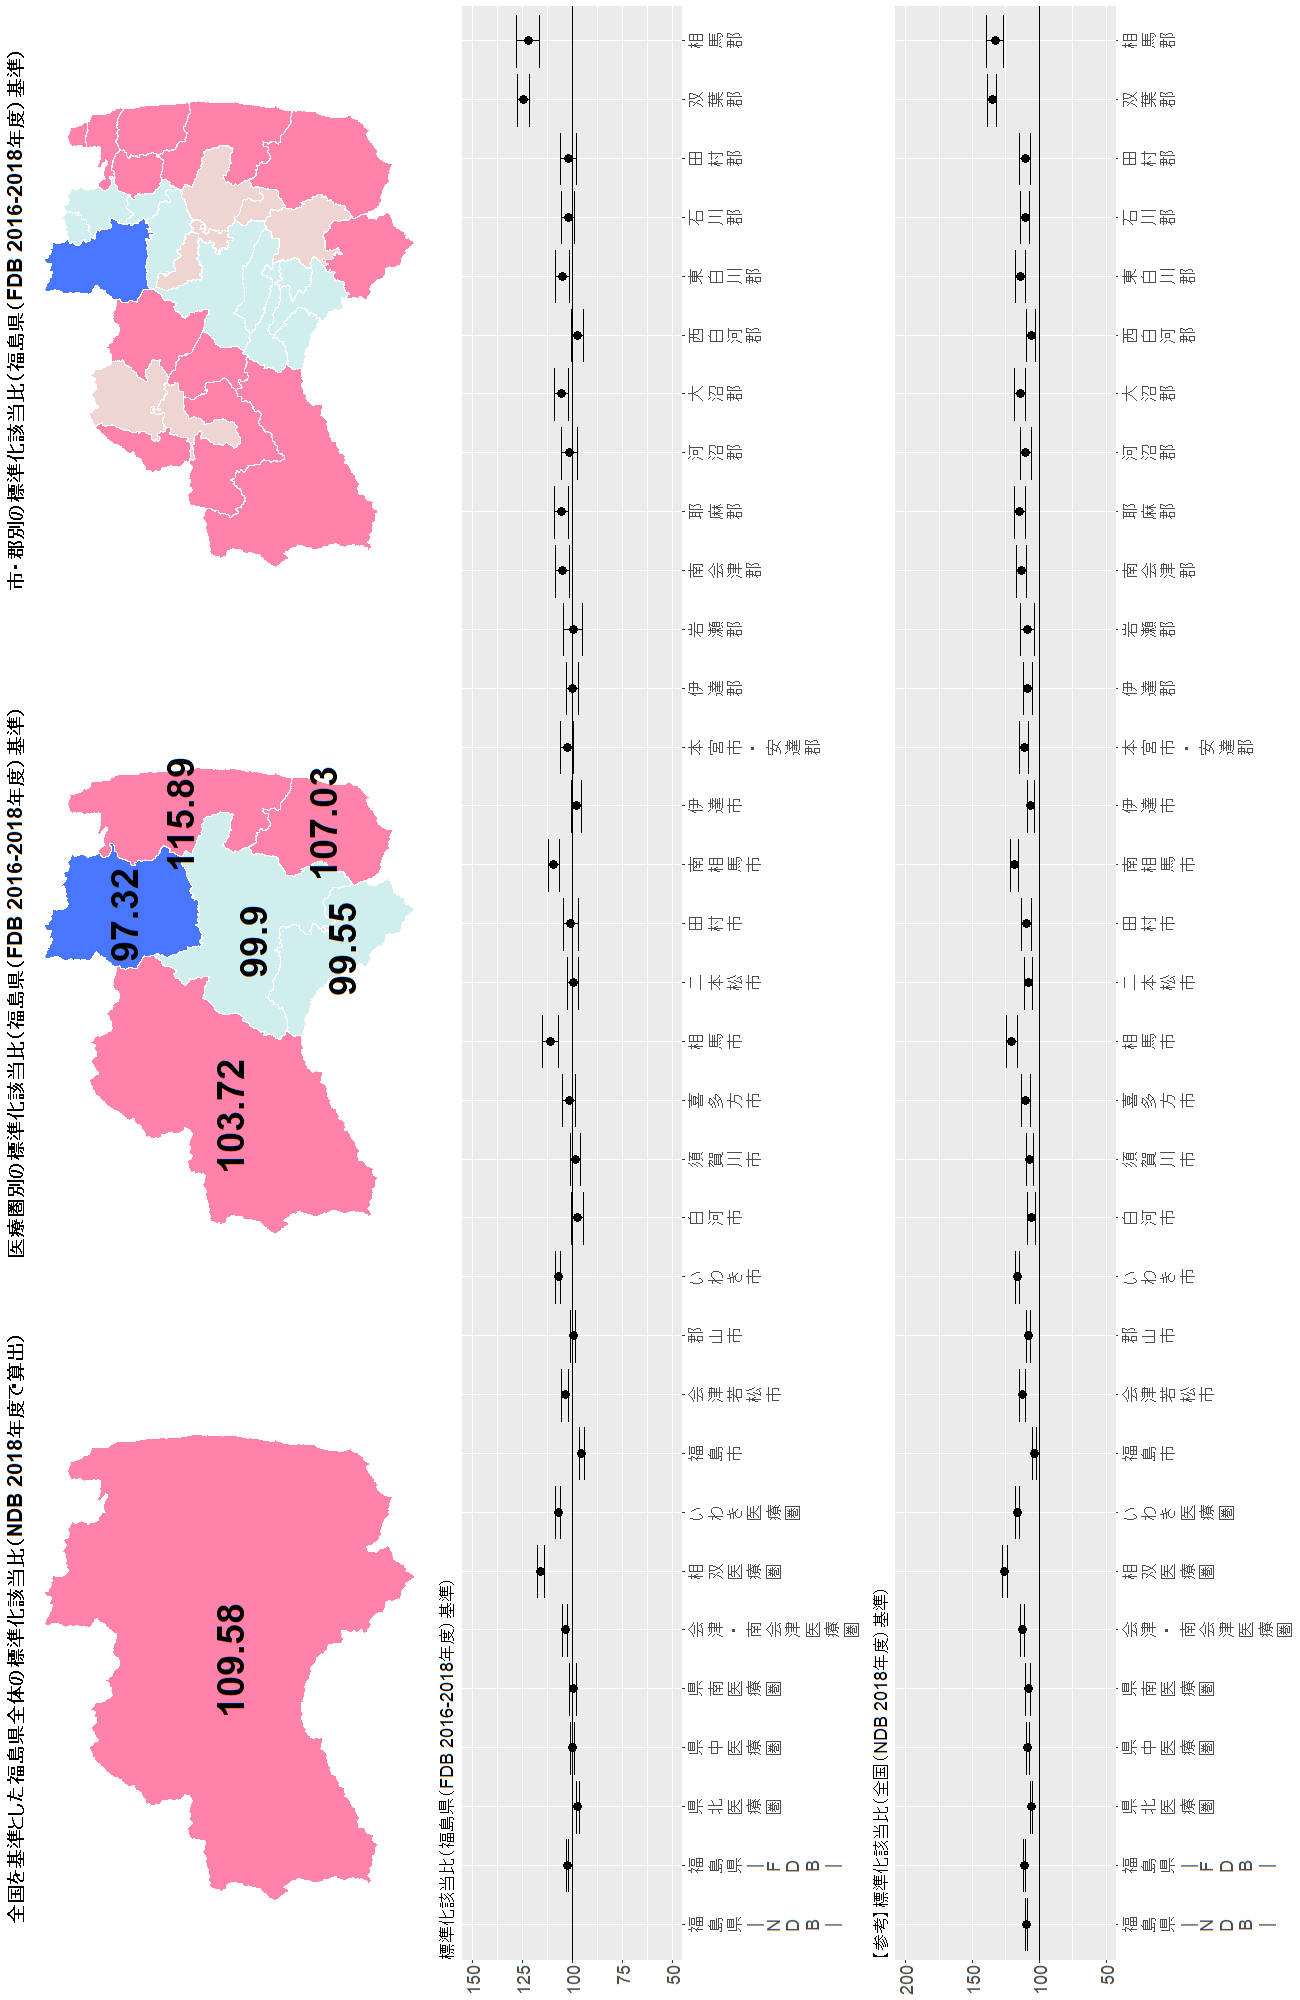 全国を基準とした福島県全体の標準化該当比(NDB 2018年度で算出)
109.58
医療圏別の標準化該当比(福島県(FDB 2016-2018年度)基準)
97.32
115.89
103.72
99.9
107.03
99.55
市・郡別の標準化該当比(福島県(FDB 2016-2018年度)基準)
標準化該当比(福島県(FDB 2016-2018年度)基準)
150
125
100
75
50
福島県(NDB)
福島県(FDB)
県北医療圏
県中医療圏
県南医療圏
会津・南会津医療圏
相双医療圏
いわき医療圏
福島市
会津若松市
郡山市
いわき市
白河市
須賀川市
喜多方市
相馬市
二本松市
田村市
南相馬市
伊達市
本宮市・安達郡
伊達郡
岩瀬郡
南会津郡
耶麻郡
河沼郡
大沼郡
西白河郡
東白川郡
石川郡
田村郡
双葉郡
相馬郡
【参考】標準化該当比(全国(NDB 2018年度)基準)
200
150
100
50
福島県(NDB)
福島県(FDB)
県北医療圏
県中医療圏
県南医療圏
会津・南会津医療圏
相双医療圏
いわき医療圏
福島市
会津若松市
郡山市
いわき市
白河市
須賀川市
喜多方市
相馬市
二本松市
田村市
南相馬市
伊達市
本宮市・安達郡
伊達郡
岩瀬郡
南会津郡
耶麻郡
河沼郡
大沼郡
西白河郡
東白川郡
石川郡
田村郡
双葉郡
相馬郡